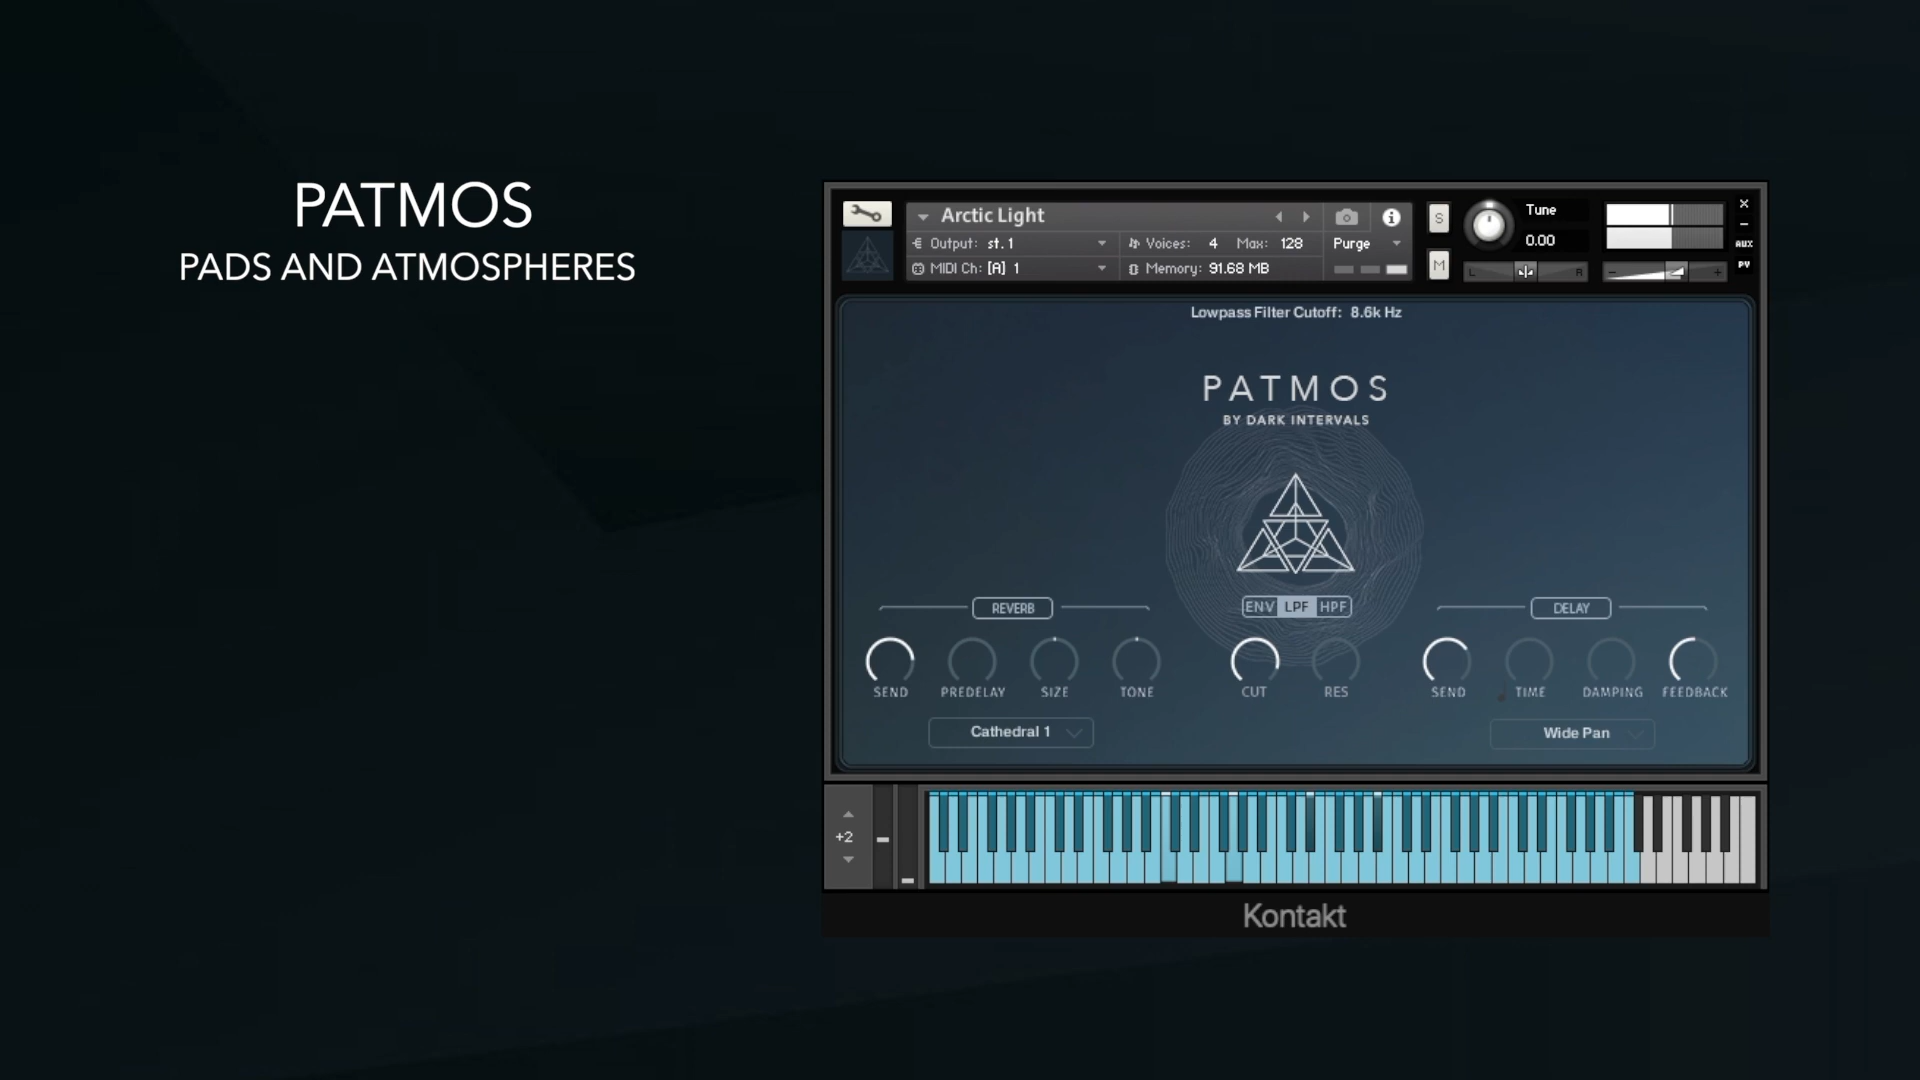 PATMOS
PADS AND ATMOSPHERES
Arctic Light
Output: st. 1
Voices: 4 Max: 128
Purge
MIDI Ch: [A] 1
Memory: 91.68 MB
S
M
Tune
0.00
L
R
AUX
PV
Lowpass Filter Cutoff: 8.6k Hz
PATMOS
BY DARK INTERVALS
REVERB
ENV LPF HPF
DELAY
SEND PREDELAY SIZE TONE
CUT RES
SEND TIME DAMPING FEEDBACK
Cathedral 1
Wide Pan
+2
Kontakt